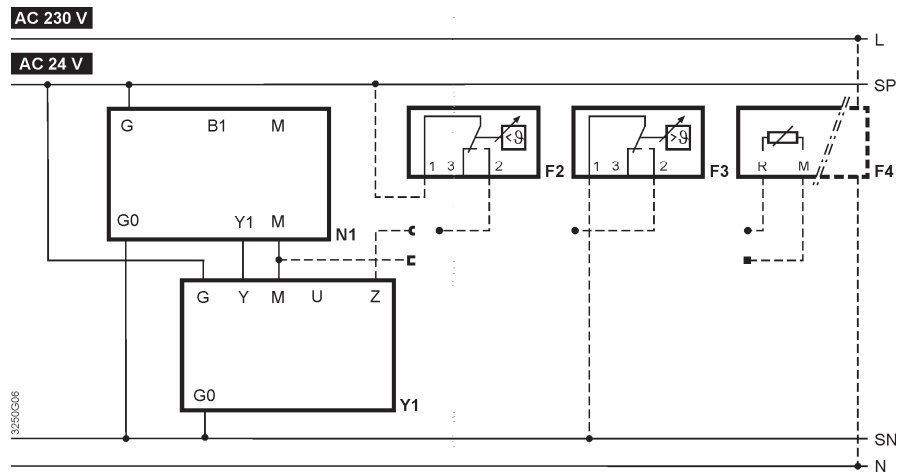 AC 230 V
L
AC 24 V
SP
G B1 M
G0 Y1 M
N1
1 3 2
<ϑ
F2
1 3 2
>ϑ
F3
R M
F4
G Y M U Z
G0
Y1
3250G06
SN
N